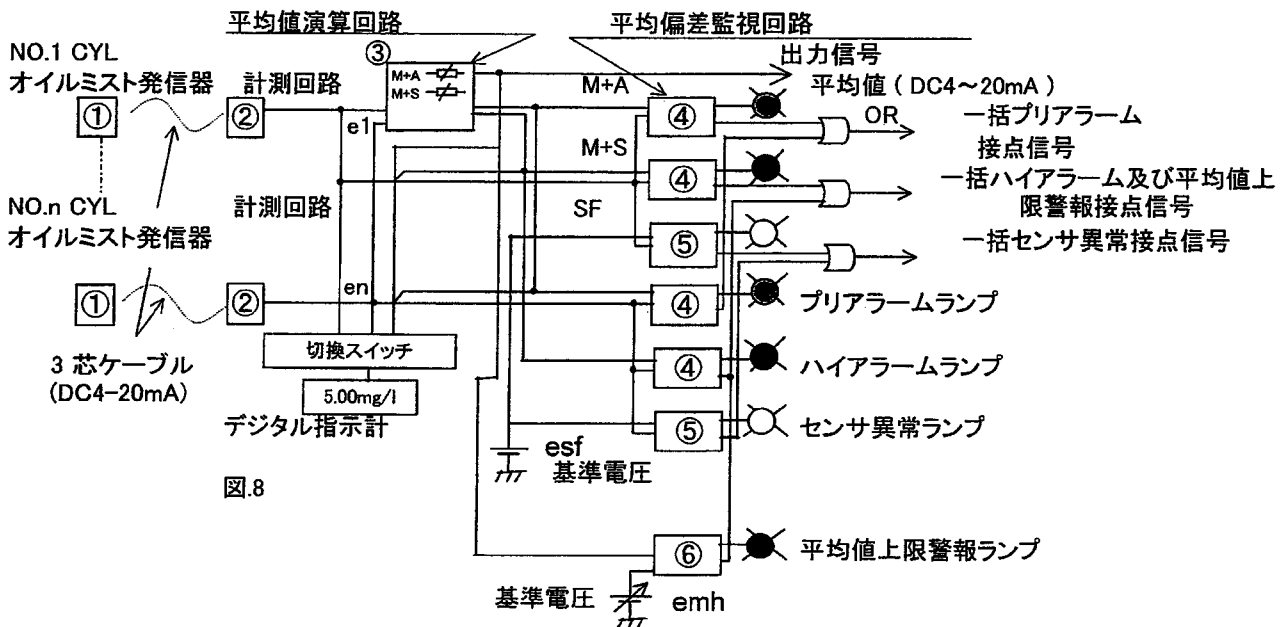 平均値演算回路
平均偏差監視回路
NO.1 CYL
オイルミスト発信器
計測回路
③
M+A
M+S
出力信号
平均値 ( DC4～20mA )
M+A
①
②
e1
④
OR
一括プリアラーム
接点信号
M+S
④
一括ハイアラーム及び平均値上
限警報接点信号
NO.n CYL
オイルミスト発信器
計測回路
SF
⑤
一括センサ異常接点信号
①
②
en
④
プリアラームランプ
3 芯ケーブル
(DC4-20mA)
切換スイッチ
④
ハイアラームランプ
5.00mg/l
デジタル指示計
⑤
センサ異常ランプ
esf
基準電圧
図.8
⑥
平均値上限警報ランプ
基準電圧
emh